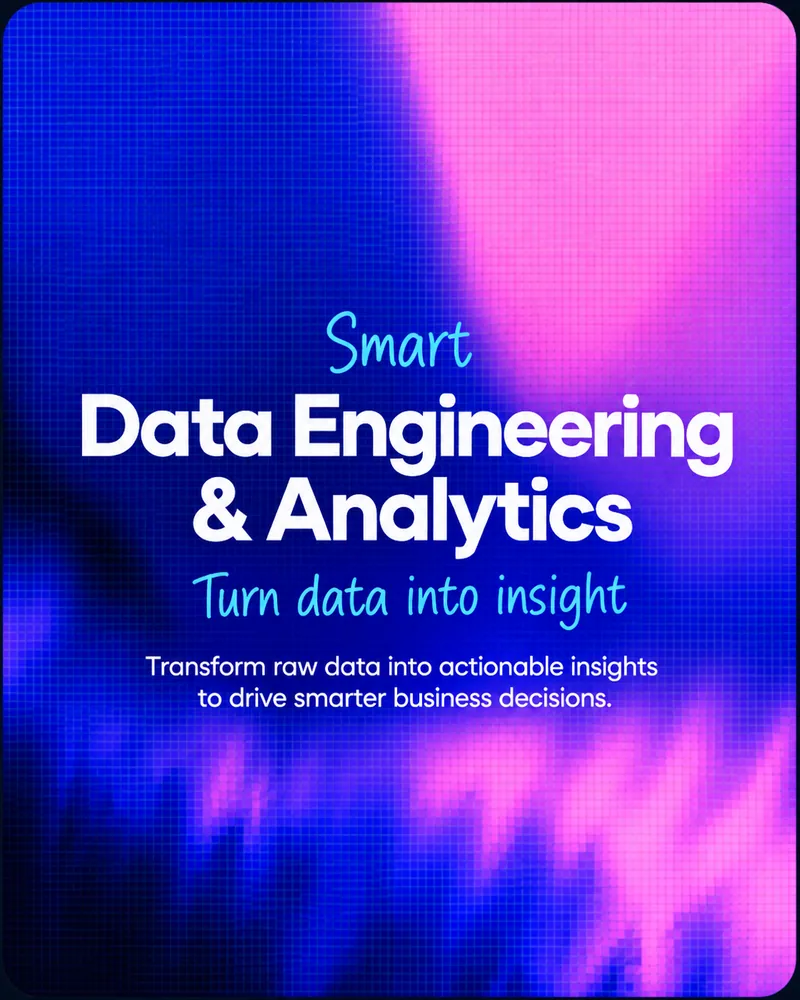 Smart
Data Engineering
& Analytics
Turn data into insight
Transform raw data into actionable insights
to drive smarter business decisions.